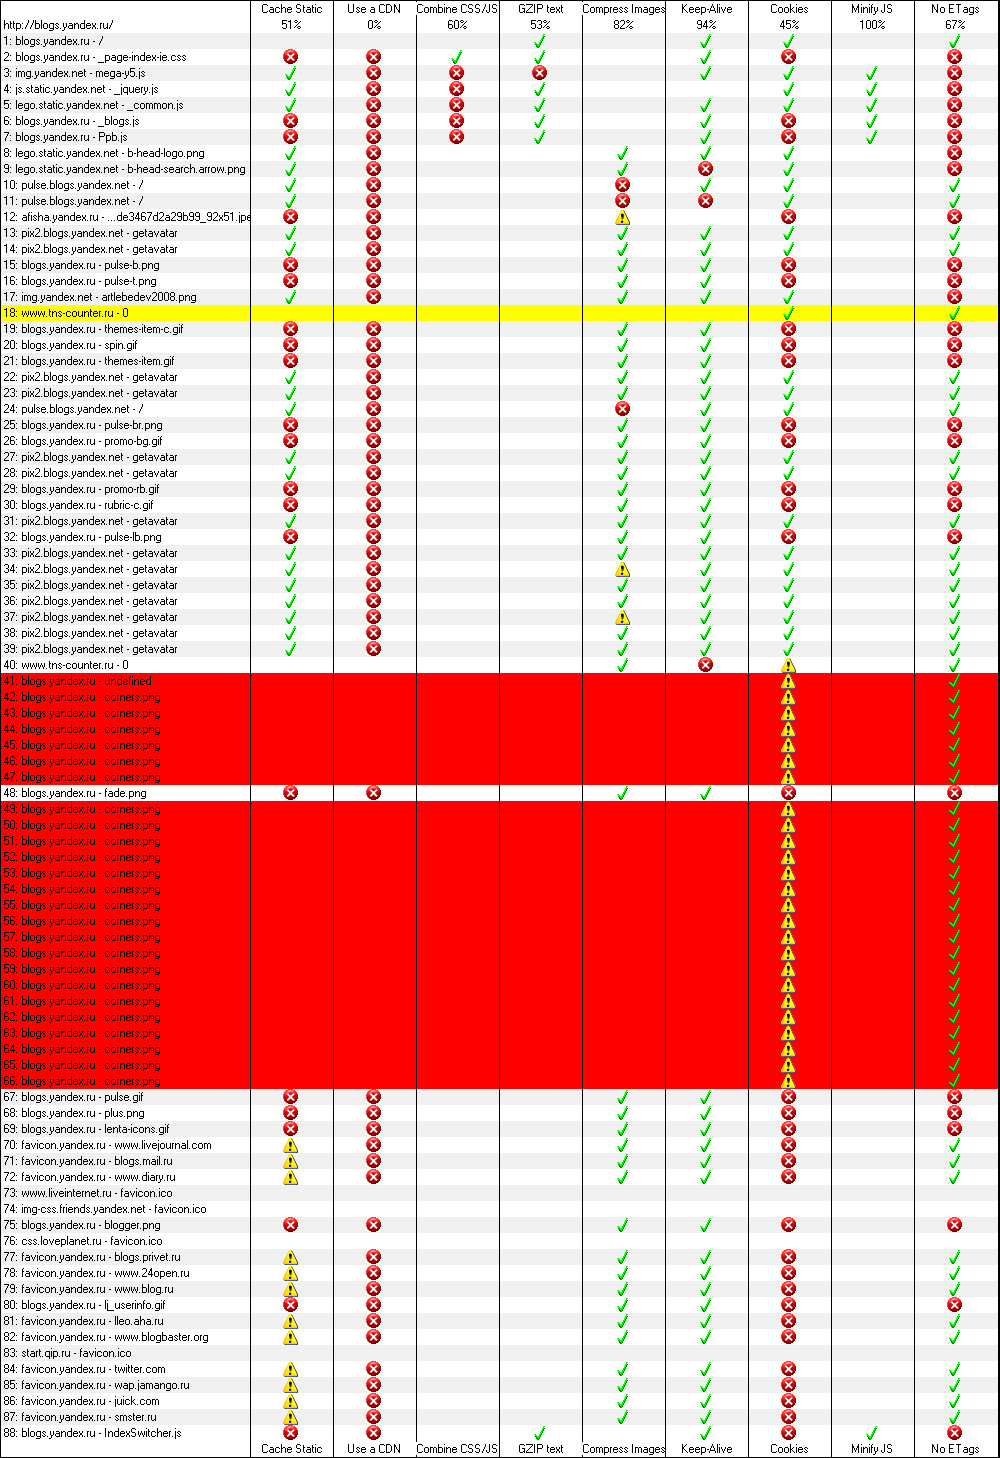 Cache Static Use a CDN Combine CSS/JS GZIP text Compress Images Keep-Alive Cookies Minify JS No ETags
http://blogs.yandex.ru/ 51% 0% 60% 53% 82% 94% 45% 100% 67%
1: blogs.yandex.ru - /
2: blogs.yandex.ru - _page-index-ie.css
3: img.yandex.net - mega-y5.js
4: js.static.yandex.net - _jquery.js
5: lego.static.yandex.net - _common.js
6: blogs.yandex.ru - _blogs.js
7: blogs.yandex.ru - Ppb.js
8: lego.static.yandex.net - b-head-logo.png
9: lego.static.yandex.net - b-head-search.arrow.png
10: pulse.blogs.yandex.net - /
11: pulse.blogs.yandex.net - /
12: afisha.yandex.ru - ...de3467d2a29b99_92x51.jpe
13: pix2.blogs.yandex.net - getavatar
14: pix2.blogs.yandex.net - getavatar
15: blogs.yandex.ru - pulse-b.png
16: blogs.yandex.ru - pulse-t.png
17: img.yandex.net - artlebedev2008.png
18: www.tns-counter.ru - 0
19: blogs.yandex.ru - themes-item-c.gif
20: blogs.yandex.ru - spin.gif
21: blogs.yandex.ru - themes-item.gif
22: pix2.blogs.yandex.net - getavatar
23: pix2.blogs.yandex.net - getavatar
24: pulse.blogs.yandex.net - /
25: blogs.yandex.ru - pulse-br.png
26: blogs.yandex.ru - promo-bg.gif
27: pix2.blogs.yandex.net - getavatar
28: pix2.blogs.yandex.net - getavatar
29: blogs.yandex.ru - promo-rb.gif
30: blogs.yandex.ru - rubric-c.gif
31: pix2.blogs.yandex.net - getavatar
32: blogs.yandex.ru - pulse-lb.png
33: pix2.blogs.yandex.net - getavatar
34: pix2.blogs.yandex.net - getavatar
35: pix2.blogs.yandex.net - getavatar
36: pix2.blogs.yandex.net - getavatar
37: pix2.blogs.yandex.net - getavatar
38: pix2.blogs.yandex.net - getavatar
39: pix2.blogs.yandex.net - getavatar
40: www.tns-counter.ru - 0
41: blogs.yandex.ru - undefined
42: blogs.yandex.ru - corners.png
43: blogs.yandex.ru - corners.png
44: blogs.yandex.ru - corners.png
45: blogs.yandex.ru - corners.png
46: blogs.yandex.ru - corners.png
47: blogs.yandex.ru - corners.png
48: blogs.yandex.ru - fade.png
49: blogs.yandex.ru - corners.png
50: blogs.yandex.ru - corners.png
51: blogs.yandex.ru - corners.png
52: blogs.yandex.ru - corners.png
53: blogs.yandex.ru - corners.png
54: blogs.yandex.ru - corners.png
55: blogs.yandex.ru - corners.png
56: blogs.yandex.ru - corners.png
57: blogs.yandex.ru - corners.png
58: blogs.yandex.ru - corners.png
59: blogs.yandex.ru - corners.png
60: blogs.yandex.ru - corners.png
61: blogs.yandex.ru - corners.png
62: blogs.yandex.ru - corners.png
63: blogs.yandex.ru - corners.png
64: blogs.yandex.ru - corners.png
65: blogs.yandex.ru - corners.png
66: blogs.yandex.ru - corners.png
67: blogs.yandex.ru - pulse.gif
68: blogs.yandex.ru - plus.png
69: blogs.yandex.ru - lenta-icons.gif
70: favicon.yandex.ru - www.livejournal.com
71: favicon.yandex.ru - blogs.mail.ru
72: favicon.yandex.ru - www.diary.ru
73: www.liveinternet.ru - favicon.ico
74: img-css.friends.yandex.net - favicon.ico
75: blogs.yandex.ru - blogger.png
76: css.loveplanet.ru - favicon.ico
77: favicon.yandex.ru - blogs.privet.ru
78: favicon.yandex.ru - www.24open.ru
79: favicon.yandex.ru - www.blog.ru
80: blogs.yandex.ru - lj_userinfo.gif
81: favicon.yandex.ru - lleo.aha.ru
82: favicon.yandex.ru - www.blogbaster.org
83: start.qip.ru - favicon.ico
84: favicon.yandex.ru - twitter.com
85: favicon.yandex.ru - wap.jamango.ru
86: favicon.yandex.ru - juick.com
87: favicon.yandex.ru - smster.ru
88: blogs.yandex.ru - IndexSwitcher.js
Cache Static Use a CDN Combine CSS/JS GZIP text Compress Images Keep-Alive Cookies Minify JS No ETags